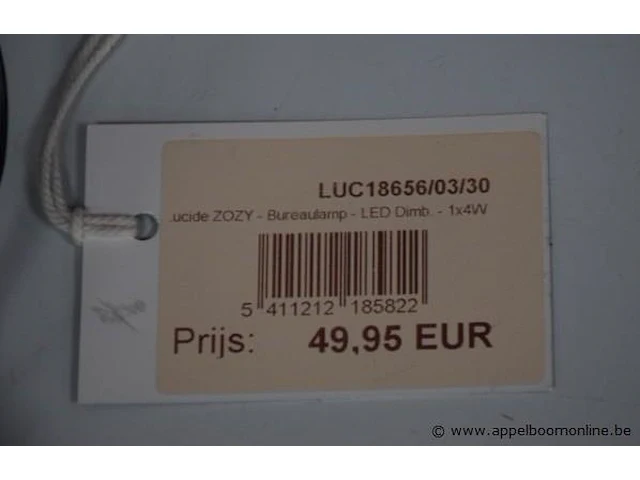 LUC18656/03/30
ucide ZOZY - Bureaulamp - LED Dimb. - 1x4W
5 411212 185822
Prijs: 49,95 EUR
© www.appelboomonline.be